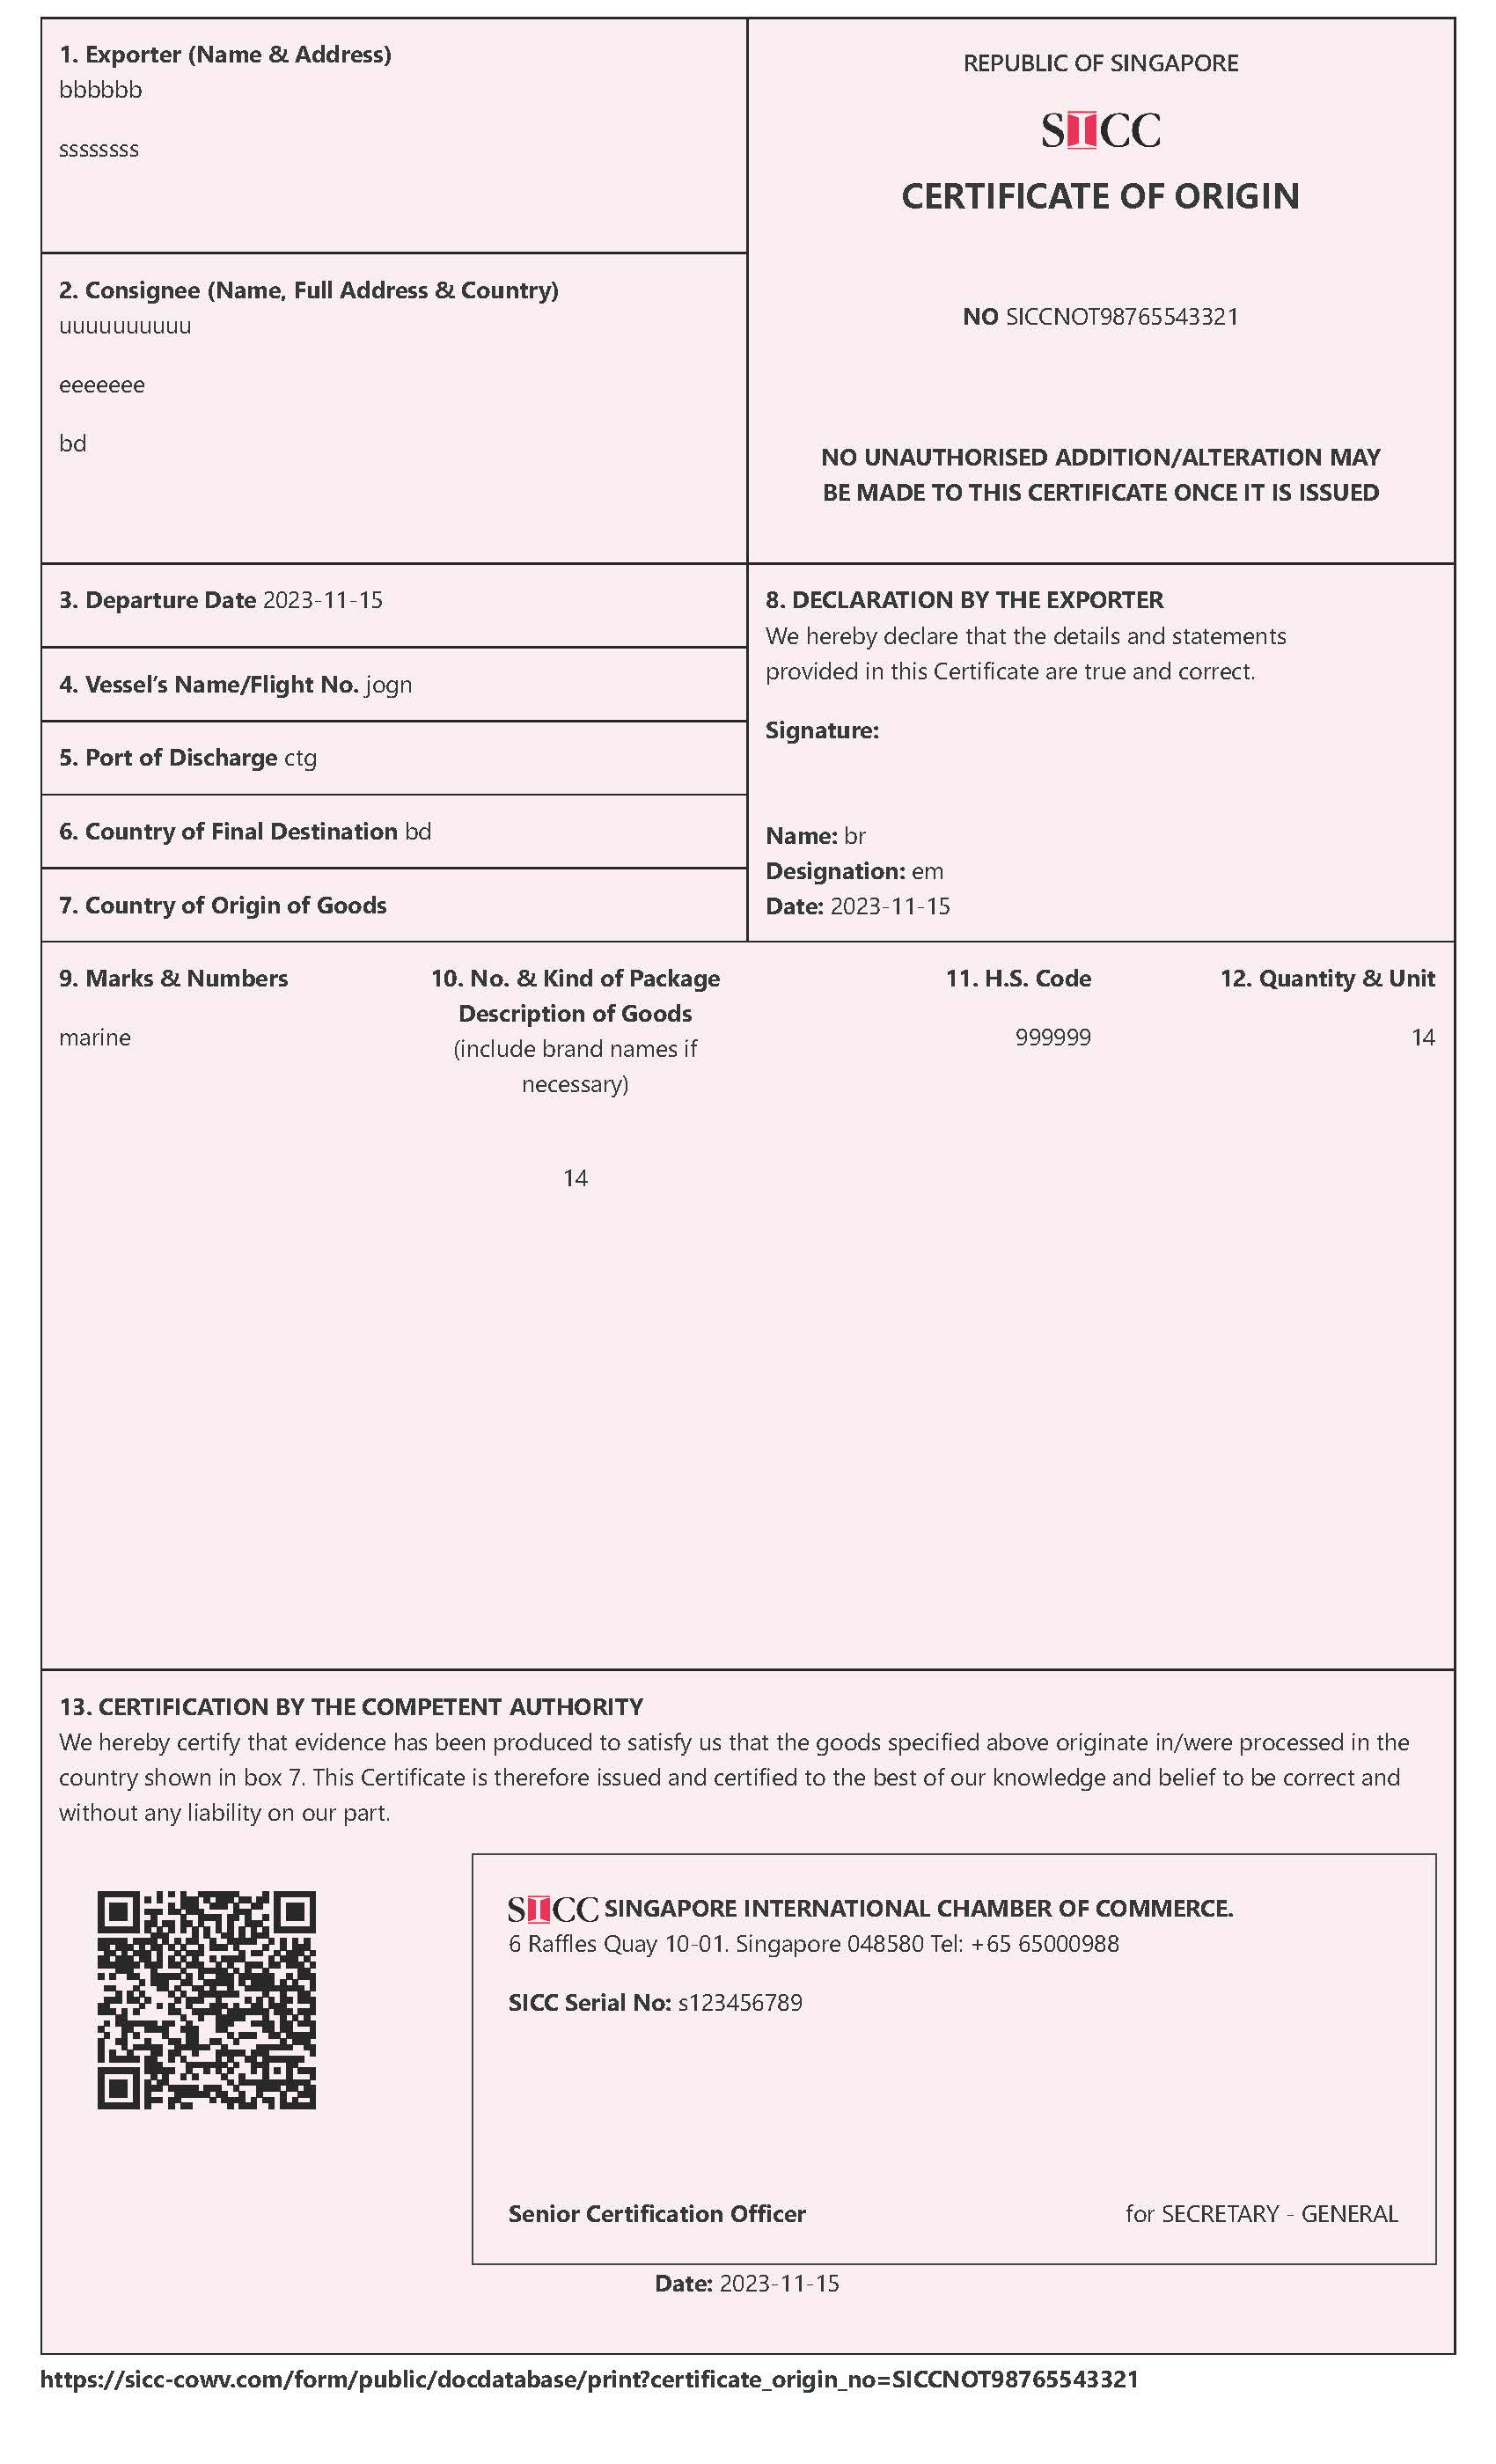 1. Exporter (Name & Address)
bbbbbb
ssssssss
REPUBLIC OF SINGAPORE
SICC
CERTIFICATE OF ORIGIN
NO SICCNOT98765543321
NO UNAUTHORISED ADDITION/ALTERATION MAY
BE MADE TO THIS CERTIFICATE ONCE IT IS ISSUED
2. Consignee (Name, Full Address & Country)
uuuuuuuuuu
eeeeeee
bd
3. Departure Date 2023-11-15
4. Vessel's Name/Flight No. jogn
5. Port of Discharge ctg
6. Country of Final Destination bd
7. Country of Origin of Goods
8. DECLARATION BY THE EXPORTER
We hereby declare that the details and statements
provided in this Certificate are true and correct.
Signature:
Name: br
Designation: em
Date: 2023-11-15
9. Marks & Numbers
marine
10. No. & Kind of Package
Description of Goods
(include brand names if
necessary)
14
11. H.S. Code
999999
12. Quantity & Unit
14
13. CERTIFICATION BY THE COMPETENT AUTHORITY
We hereby certify that evidence has been produced to satisfy us that the goods specified above originate in/were processed in the
country shown in box 7. This Certificate is therefore issued and certified to the best of our knowledge and belief to be correct and
without any liability on our part.
SICC SINGAPORE INTERNATIONAL CHAMBER OF COMMERCE.
6 Raffles Quay 10-01. Singapore 048580 Tel: +65 65000988
SICC Serial No: s123456789
Senior Certification Officer for SECRETARY - GENERAL
Date: 2023-11-15
https://sicc-cowv.com/form/public/docdatabase/print?certificate_origin_no=SICCNOT98765543321